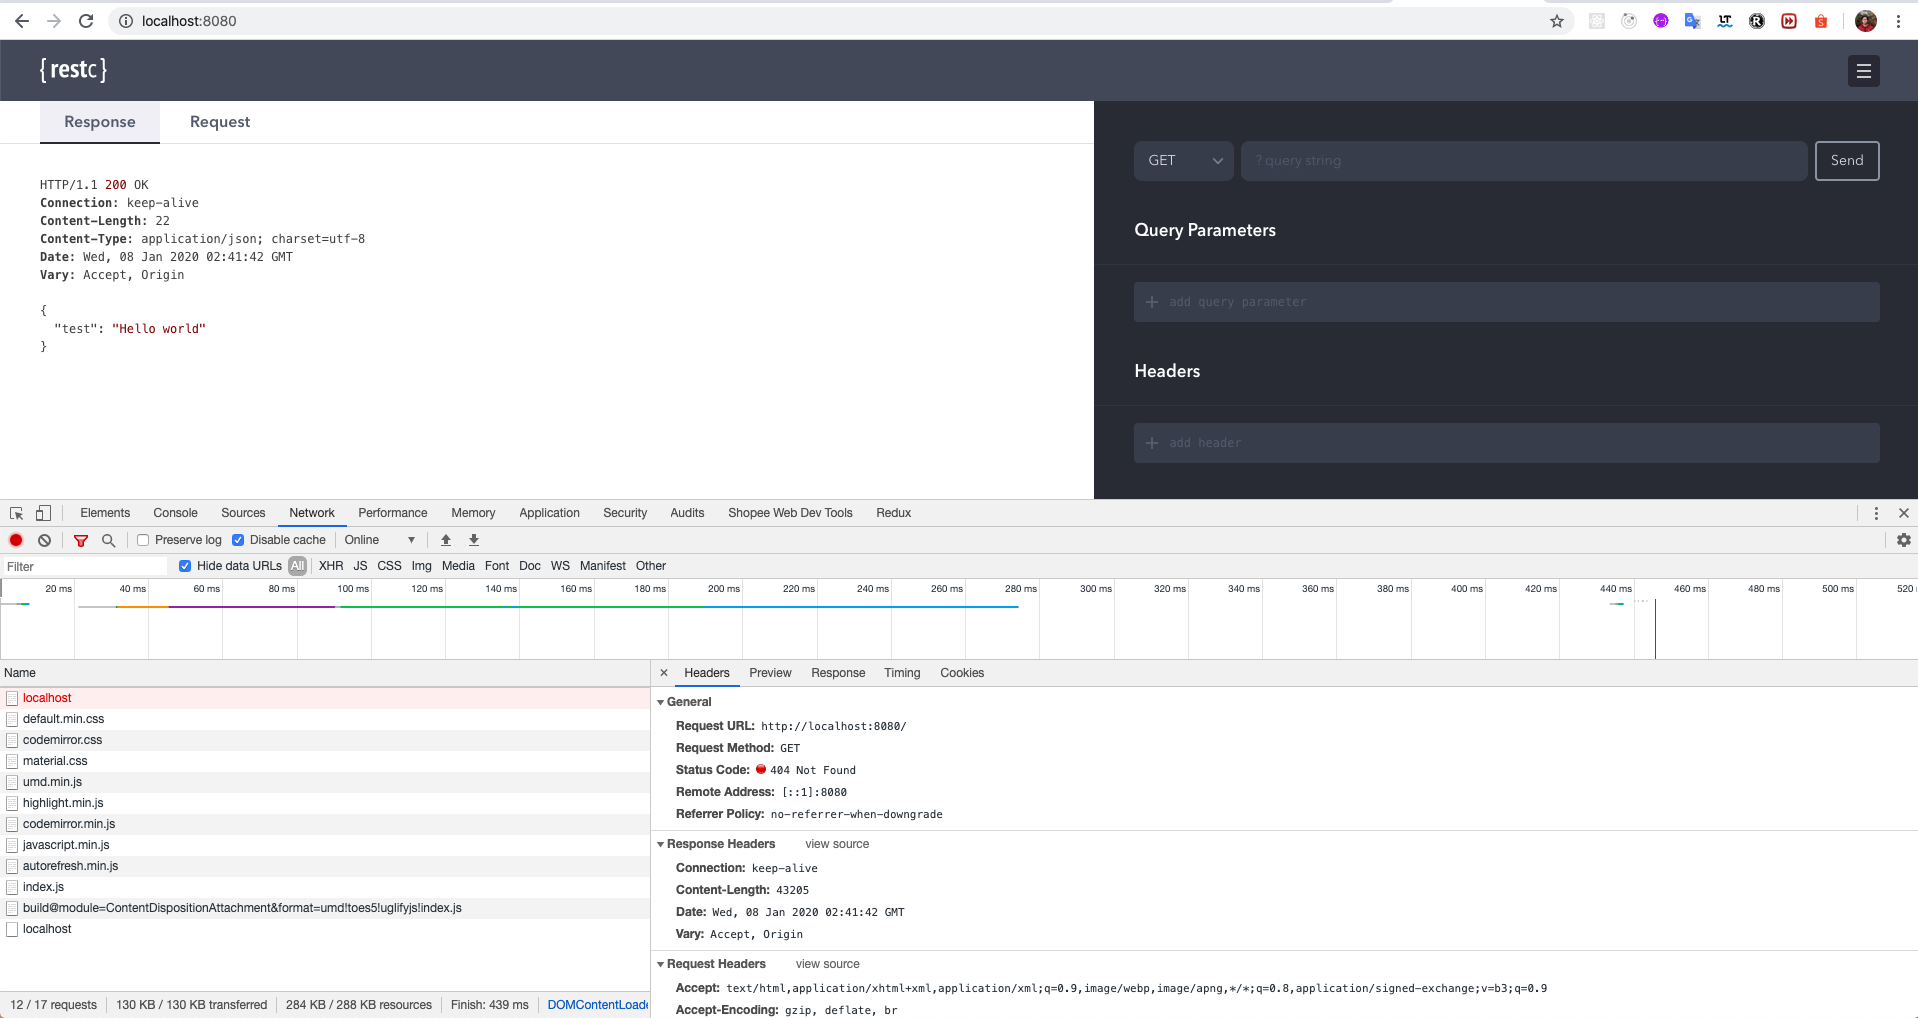 localhost:8080
{restc}
Response Request
HTTP/1.1 200 OK
Connection: keep-alive
Content-Length: 22
Content-Type: application/json; charset=utf-8
Date: Wed, 08 Jan 2020 02:41:42 GMT
Vary: Accept, Origin
{
"test": "Hello world"
}
GET ? query string Send
Query Parameters
+ add query parameter
Headers
+ add header
Elements Console Sources Network Performance Memory Application Security Audits Shopee Web Dev Tools Redux
Preserve log Disable cache Online
Filter Hide data URLs All XHR JS CSS Img Media Font Doc WS Manifest Other
20 ms 40 ms 60 ms 80 ms 100 ms 120 ms 140 ms 160 ms 180 ms 200 ms 220 ms 240 ms 260 ms 280 ms 300 ms 320 ms 340 ms 360 ms 380 ms 400 ms 420 ms 440 ms 460 ms 480 ms 500 ms 520
Name
localhost
default.min.css
codemirror.css
material.css
umd.min.js
highlight.min.js
codemirror.min.js
javascript.min.js
autorefresh.min.js
index.js
build@module=ContentDispositionAttachment&format=umd!toes5!uglifyjs!index.js
localhost
12 / 17 requests 130 KB / 130 KB transferred 284 KB / 288 KB resources Finish: 439 ms DOMContentLoade
× Headers Preview Response Timing Cookies
General
Request URL: http://localhost:8080/
Request Method: GET
Status Code: 404 Not Found
Remote Address: [::1]:8080
Referrer Policy: no-referrer-when-downgrade
Response Headers view source
Connection: keep-alive
Content-Length: 43205
Date: Wed, 08 Jan 2020 02:41:42 GMT
Vary: Accept, Origin
Request Headers view source
Accept: text/html,application/xhtml+xml,application/xml;q=0.9,image/webp,image/apng,*/*;q=0.8,application/signed-exchange;v=b3;q=0.9
Accept-Encoding: gzip, deflate, br